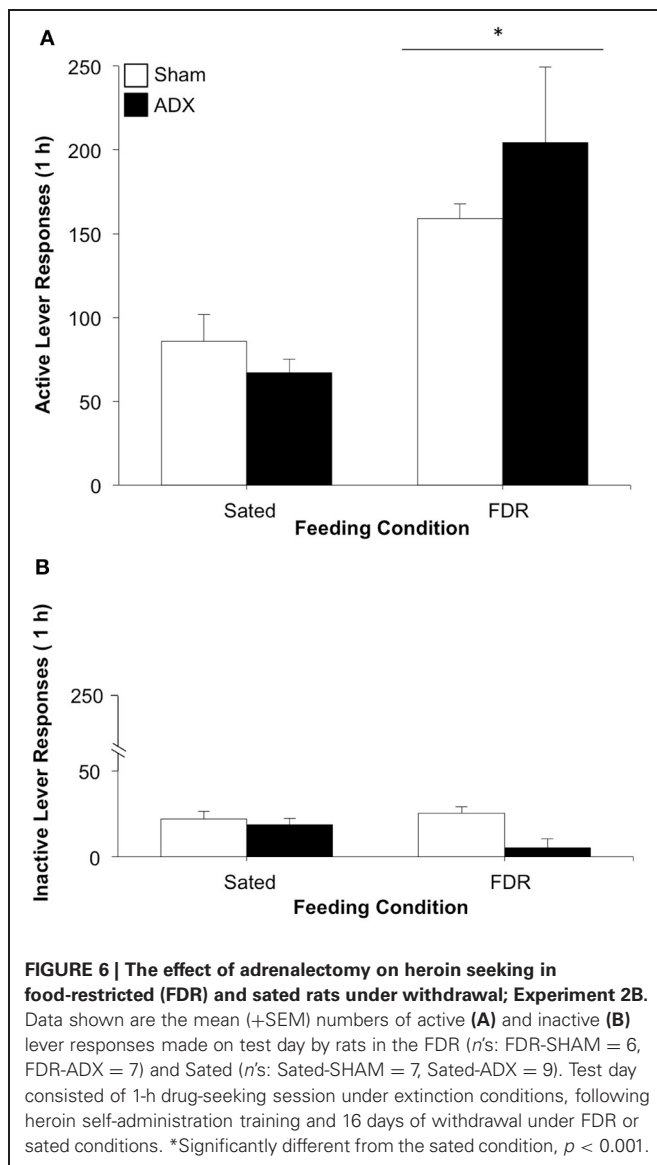 A
*
250
Sham
ADX
200
150
100
50
0
Active Lever Responses (1 h)
Sated
FDR
Feeding Condition
B
250
50
0
Inactive Lever Responses ( 1 h)
Sated
FDR
Feeding Condition
FIGURE 6 | The effect of adrenalectomy on heroin seeking in
food-restricted (FDR) and sated rats under withdrawal; Experiment 2B.
Data shown are the mean (+SEM) numbers of active (A) and inactive (B)
lever responses made on test day by rats in the FDR (n's: FDR-SHAM = 6,
FDR-ADX = 7) and Sated (n's: Sated-SHAM = 7, Sated-ADX = 9). Test day
consisted of 1-h drug-seeking session under extinction conditions, following
heroin self-administration training and 16 days of withdrawal under FDR or
sated conditions. *Significantly different from the sated condition, p < 0.001.